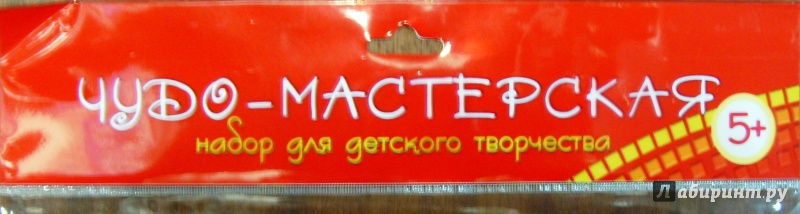 ЧУДО-МАСТЕРСКАЯ
набор для детского творчества
5+
Лабиринт.ру